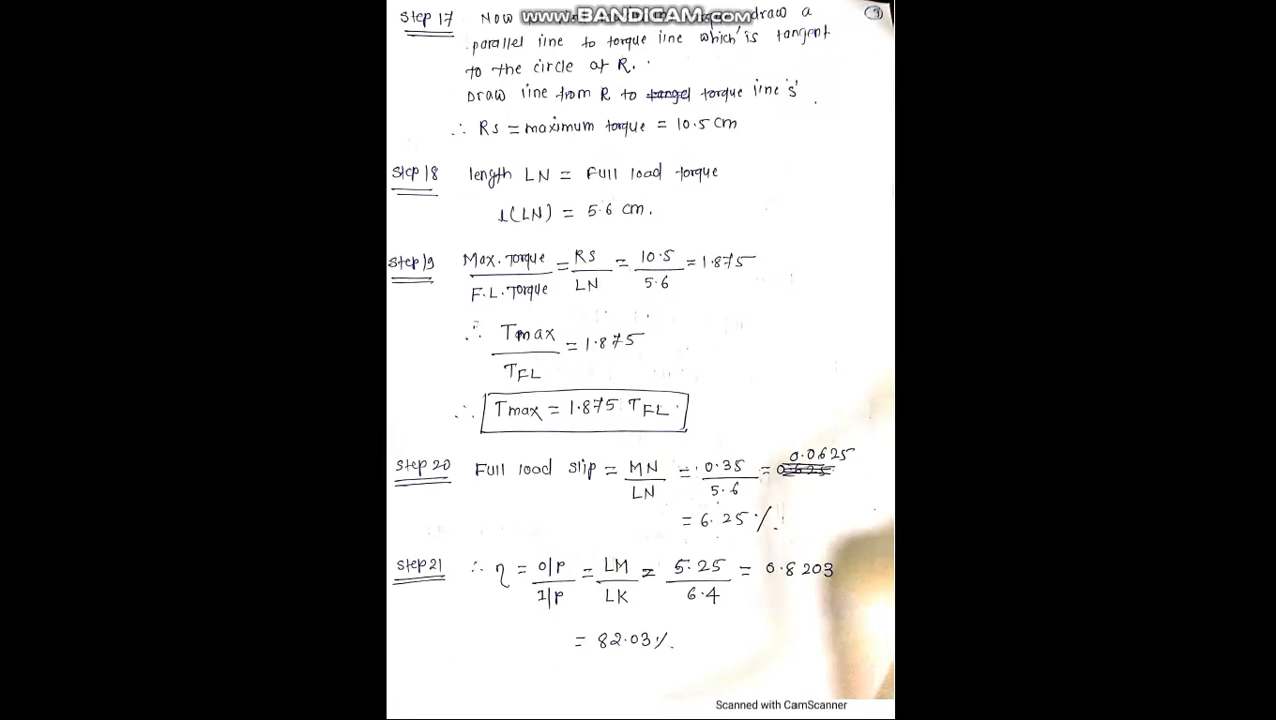 www.BANDICAM.com
Step 17 Now draw a
parallel line to torque line which is tangent
to the circle at R.
Draw line from R to torque line 's'
∴ RS = maximum torque = 10.5 cm
3
Step 18 length LN = Full load torque
l(LN) = 5.6 cm.
Step 19 Max. Torque / F.L. Torque = RS / LN = 10.5 / 5.6 = 1.875
∴ Tmax / TFL = 1.875
∴ Tmax = 1.875 TFL.
Step 20 Full load slip = MN / LN = 0.35 / 5.6 = 0.0625
= 6.25 %.
Step 21 ∴ η = O/P / I/P = LM / LK = 5.25 / 6.4 = 0.8203
= 82.03 %.
Scanned with CamScanner